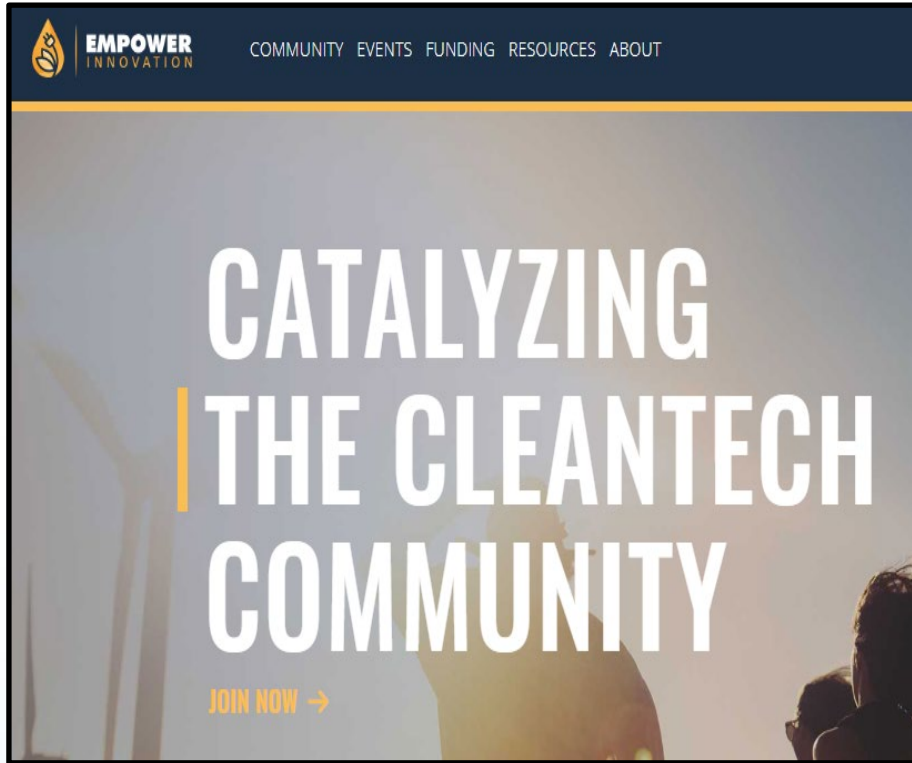 EMPOWER
INNOVATION
COMMUNITY EVENTS FUNDING RESOURCES ABOUT
CATALYZING
THE CLEANTECH
COMMUNITY
JOIN NOW →